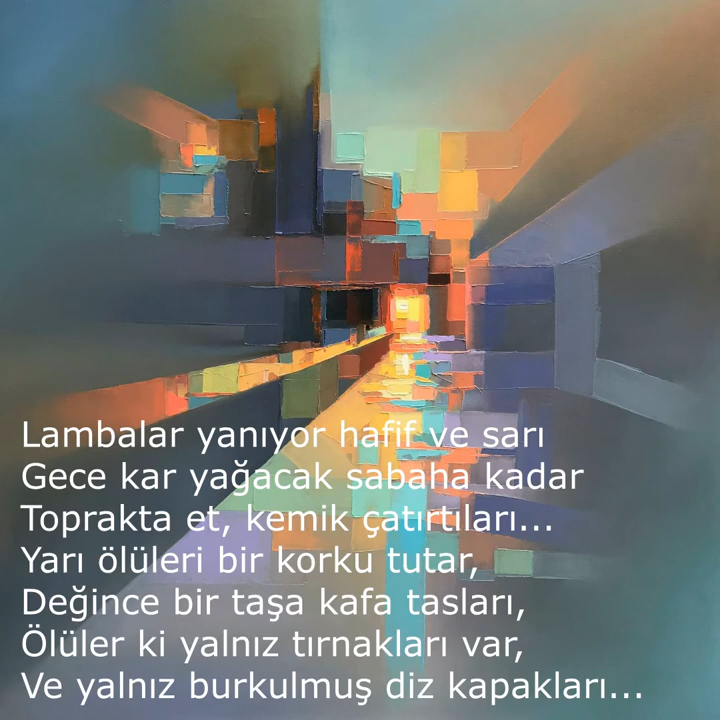 Lambalar yanıyor hafif ve sarı
Gece kar yağacak sabaha kadar
Toprakta et, kemik çatırtıları...
Yarı ölüleri bir korku tutar,
Değince bir taşa kafa tasları,
Ölüler ki yalnız tırnakları var,
Ve yalnız burkulmuş diz kapakları...